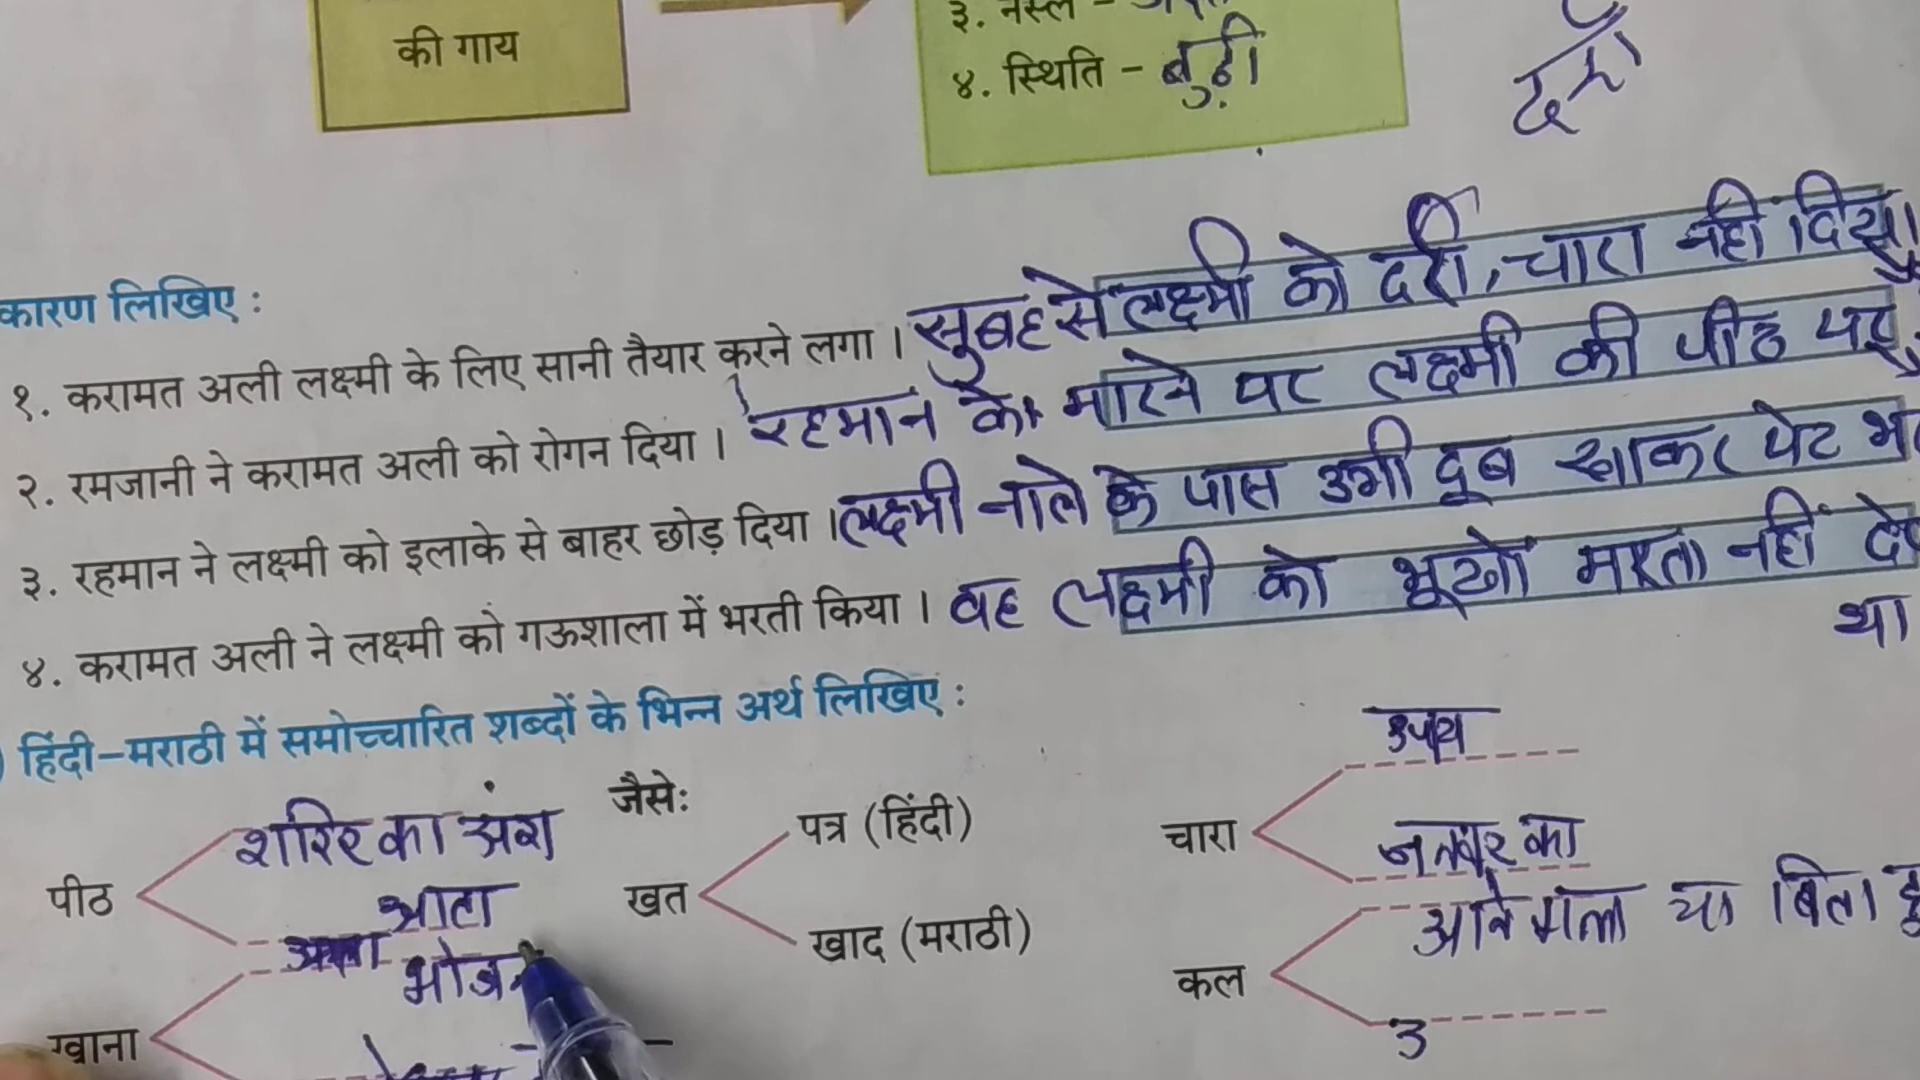 की गाय
३. नस्ल -
४. स्थिति - बुढ़ी
दर्रा
कारण लिखिए :
१. करामत अली लक्ष्मी के लिए सानी तैयार करने लगा । सुबह से लक्ष्मी को दर्रा, चारा नही दिया
२. रमजानी ने करामत अली को रोगन दिया । रहमान के मारने पर लक्ष्मी की पीठ पर
३. रहमान ने लक्ष्मी को इलाके से बाहर छोड़ दिया । लक्ष्मी नाले के पास उगी दूब खाकर पेट
४. करामत अली ने लक्ष्मी को गऊशाला में भरती किया । वह लक्ष्मी को भूखो मरता नहीं
था
हिंदी-मराठी में समोच्चारित शब्दों के भिन्न अर्थ लिखिए :
जैसे:
पीठ
शरिर का अंश
आटा
खत
पत्र (हिंदी)
खाद (मराठी)
चारा
उपाय
का
खाना
भोजन
कल
या बिता
उ